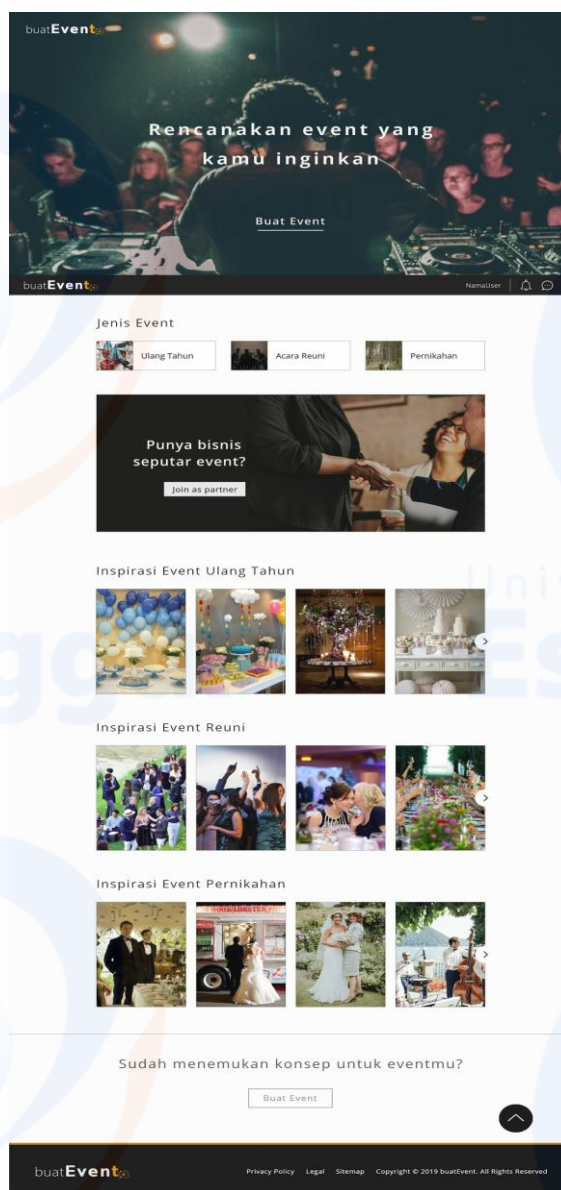 buatEvent
Rencanakan event yang
kamu inginkan
Buat Event
buatEvent
NamaUser
Jenis Event
Ulang Tahun
Acara Reuni
Pernikahan
Punya bisnis
seputar event?
Join as partner
Inspirasi Event Ulang Tahun
Inspirasi Event Reuni
Inspirasi Event Pernikahan
Sudah menemukan konsep untuk eventmu?
Buat Event
buatEvent
Privacy Policy Legal Sitemap Copyright © 2019 buatEvent. All Rights Reserved